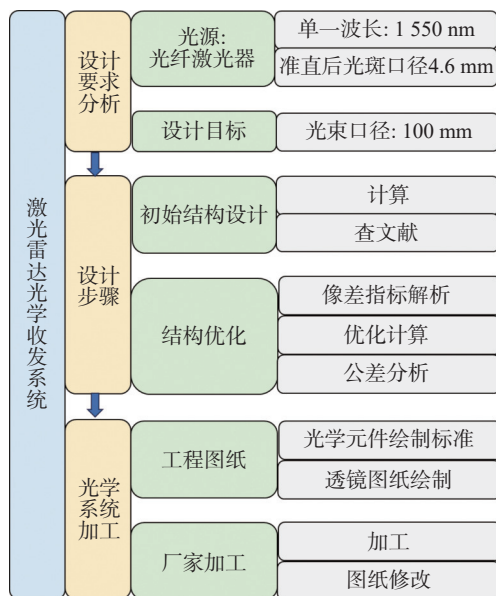 激光雷达光学收发系统
设计
要求
分析
光源:
光纤激光器
单一波长: 1 550 nm
准直后光斑口径4.6 mm
设计目标
光束口径: 100 mm
设计
步骤
初始结构设计
计算
查文献
结构优化
像差指标解析
优化计算
公差分析
光学
系统
加工
工程图纸
光学元件绘制标准
透镜图纸绘制
厂家加工
加工
图纸修改